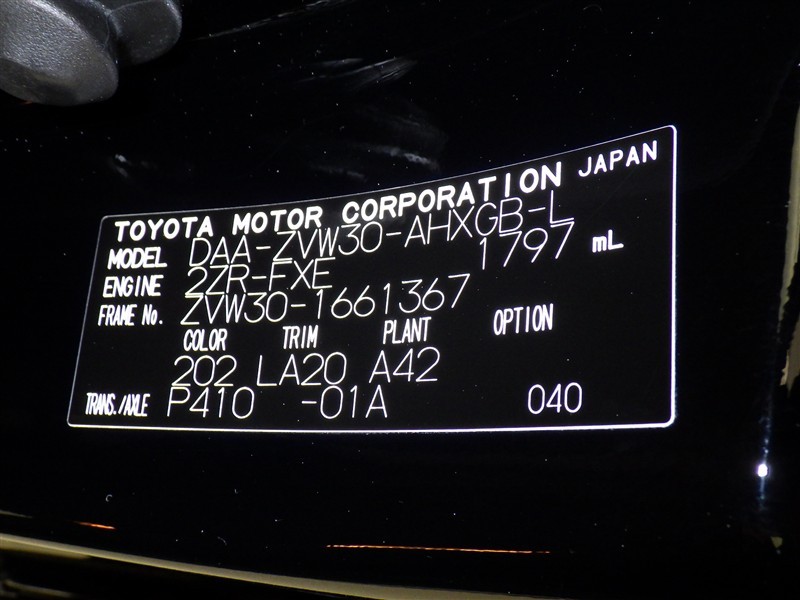 TOYOTA MOTOR CORPORATION JAPAN
MODEL DAA-ZVW30-AHXGB-L
ENGINE 2ZR-FXE 1797 mL
FRAME No. ZVW30-1661367
COLOR TRIM PLANT OPTION
202 LA20 A42
TRANS./AXLE P410 -01A 040